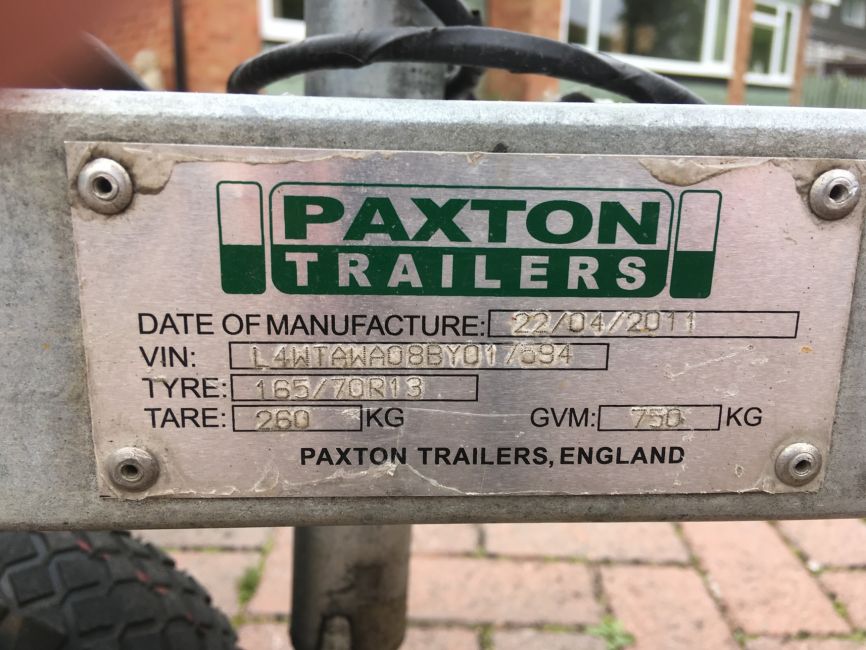 PAXTON
TRAILERS
DATE OF MANUFACTURE: 22/04/2011
VIN:
TYRE: 165/70R13
TARE: 260 KG GVM: 750 KG
PAXTON TRAILERS, ENGLAND